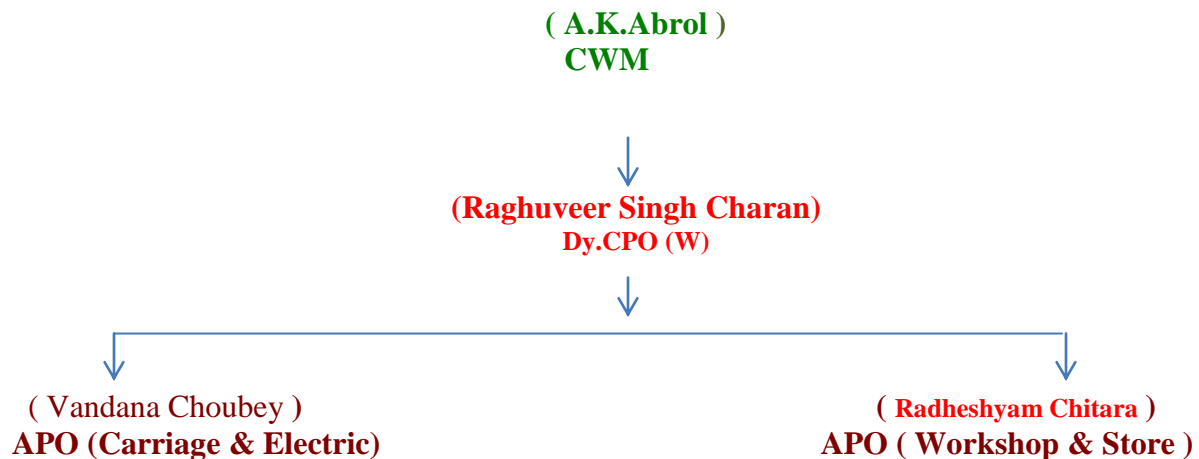 ( A.K.Abrol )
CWM
(Raghuveer Singh Charan)
Dy.CPO (W)
( Vandana Choubey )
APO (Carriage & Electric)
( Radheshyam Chitara )
APO ( Workshop & Store )